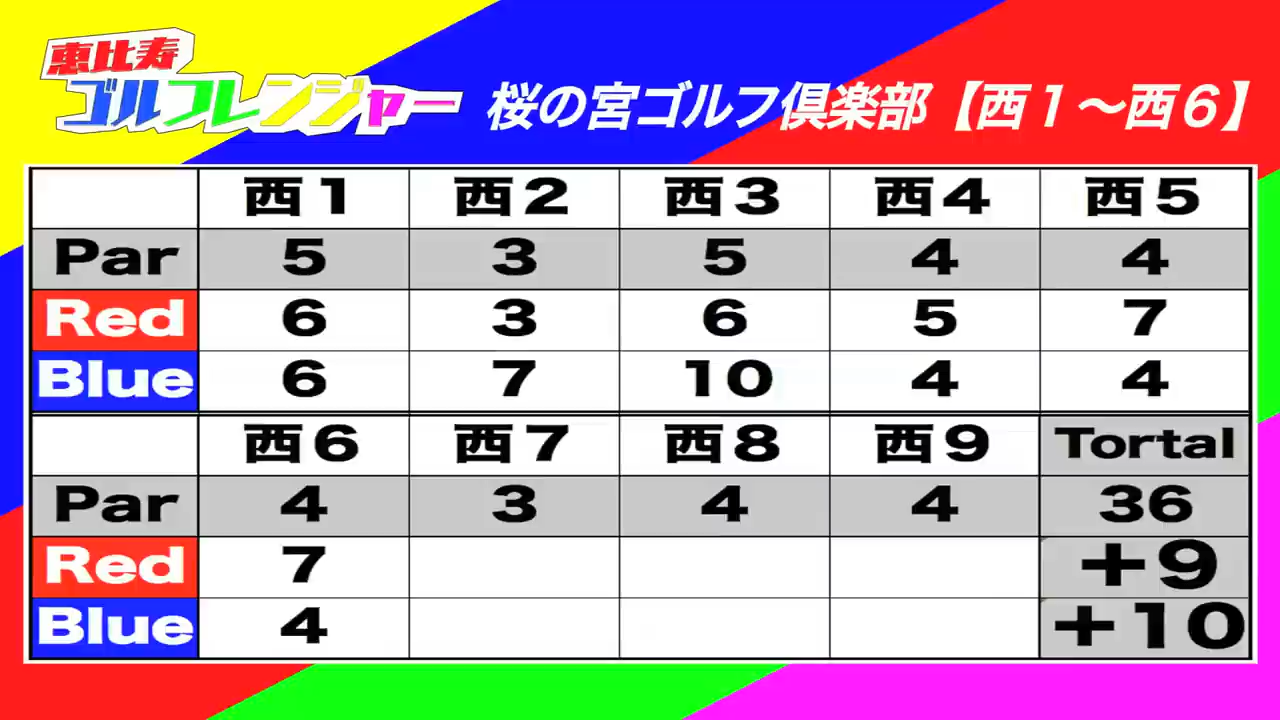 恵比寿
ゴルフレンジャー
桜の宮ゴルフ倶楽部【西１～西６】
西１ 西２ 西３ 西４ 西５
Par 5 3 5 4 4
Red 6 3 6 5 7
Blue 6 7 10 4 4
西６ 西７ 西８ 西９ Tortal
Par 4 3 4 4 36
Red 7 +9
Blue 4 +10